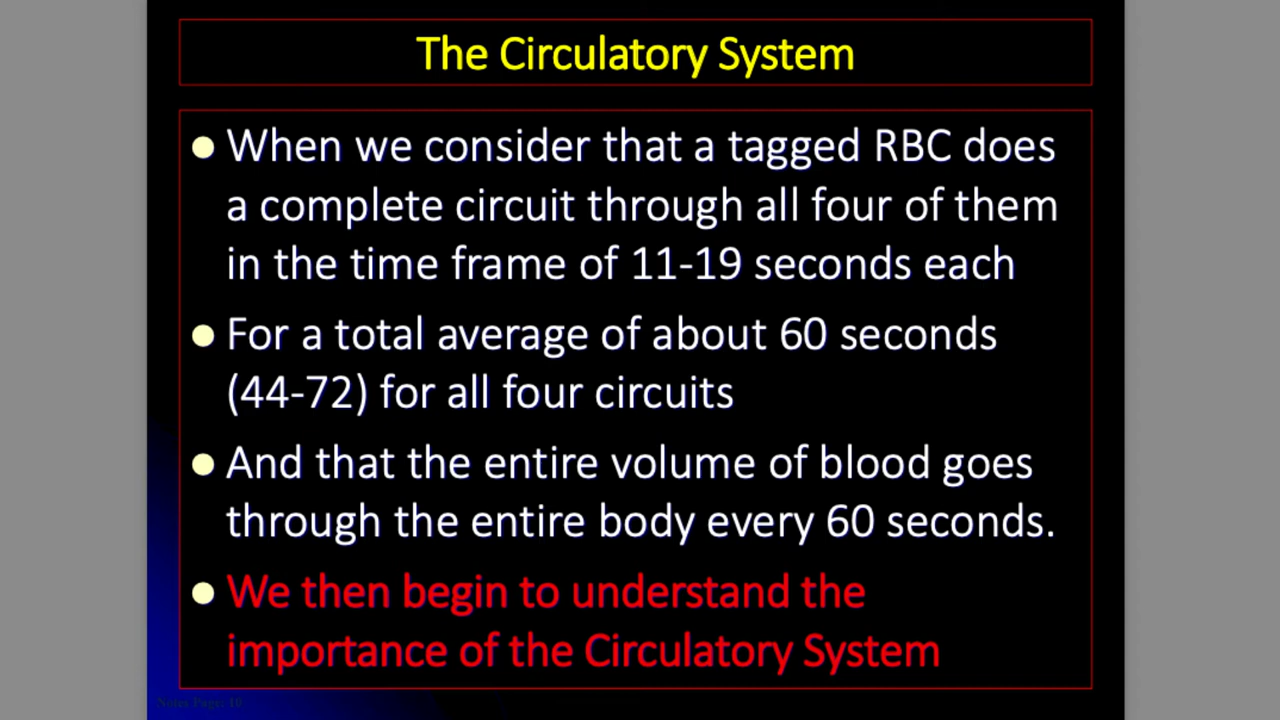 The Circulatory System
When we consider that a tagged RBC does
a complete circuit through all four of them
in the time frame of 11-19 seconds each
For a total average of about 60 seconds
(44-72) for all four circuits
And that the entire volume of blood goes
through the entire body every 60 seconds.
We then begin to understand the
importance of the Circulatory System
Notes Page: 10